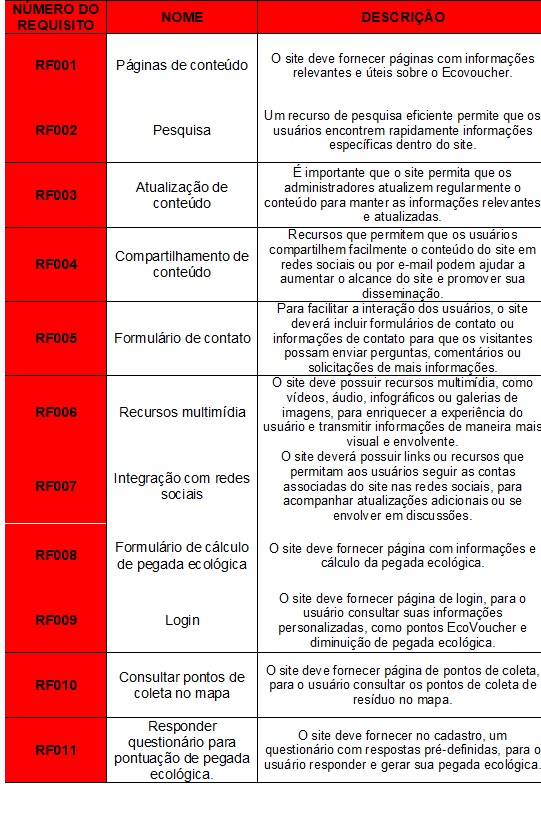 NÚMERO DO
REQUISITO
NOME
DESCRIÇÃO
RF001
Páginas de conteúdo
O site deve fornecer páginas com informações
relevantes e úteis sobre o Ecovoucher.
RF002
Pesquisa
Um recurso de pesquisa eficiente permite que os
usuários encontrem rapidamente informações
específicas dentro do site.
RF003
Atualização de
conteúdo
É importante que o site permita que os
administradores atualizem regularmente o
conteúdo para manter as informações relevantes
e atualizadas.
RF004
Compartilhamento de
conteúdo
Recursos que permitem que os usuários
compartilhem facilmente o conteúdo do site em
redes sociais ou por e-mail podem ajudar a
aumentar o alcance do site e promover sua
disseminação.
RF005
Formulário de contato
Para facilitar a interação dos usuários, o site
deverá incluir formulários de contato ou
informações de contato para que os visitantes
possam enviar perguntas, comentários ou
solicitações de mais informações.
RF006
Recursos multimídia
O site deve possuir recursos multimídia, como
vídeos, áudio, infográficos ou galerias de
imagens, para enriquecer a experiência do
usuário e transmitir informações de maneira mais
visual e envolvente.
RF007
Integração com redes
sociais
O site deverá possuir links ou recursos que
permitam aos usuários seguir as contas
associadas do site nas redes sociais, para
acompanhar atualizações adicionais ou se
envolver em discussões.
RF008
Formulário de cálculo
de pegada ecológica
O site deve fornecer página com informações e
cálculo da pegada ecológica.
RF009
Login
O site deve fornecer página de login, para o
usuário consultar suas informações
personalizadas, como pontos EcoVoucher e
diminuição de pegada ecológica.
RF010
Consultar pontos de
coleta no mapa
O site deve fornecer página de pontos de coleta,
para o usuário consultar os pontos de coleta de
resíduo no mapa.
RF011
Responder
questionário para
pontuação de pegada
ecológica.
O site deve fornecer no cadastro, um
questionário com respostas pré-definidas, para o
usuário responder e gerar sua pegada ecológica.